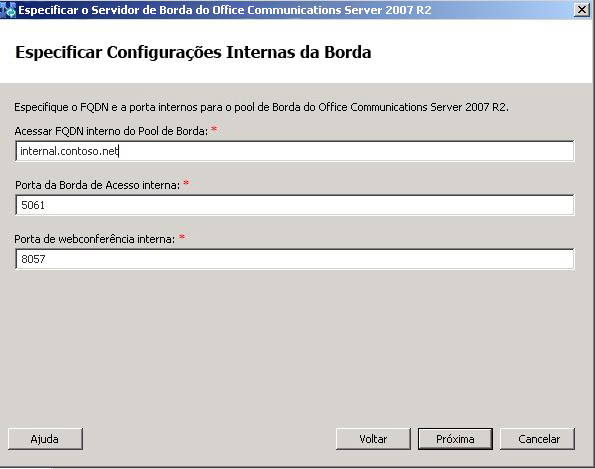 Especificar o Servidor de Borda do Office Communications Server 2007 R2
Especificar Configurações Internas da Borda
Especifique o FQDN e a porta internos para o pool de Borda do Office Communications Server 2007 R2.
Acessar FQDN interno do Pool de Borda: *
internal.contoso.net
Porta da Borda de Acesso interna: *
5061
Porta de webconferência interna: *
8057
Ajuda
Voltar
Próxima
Cancelar